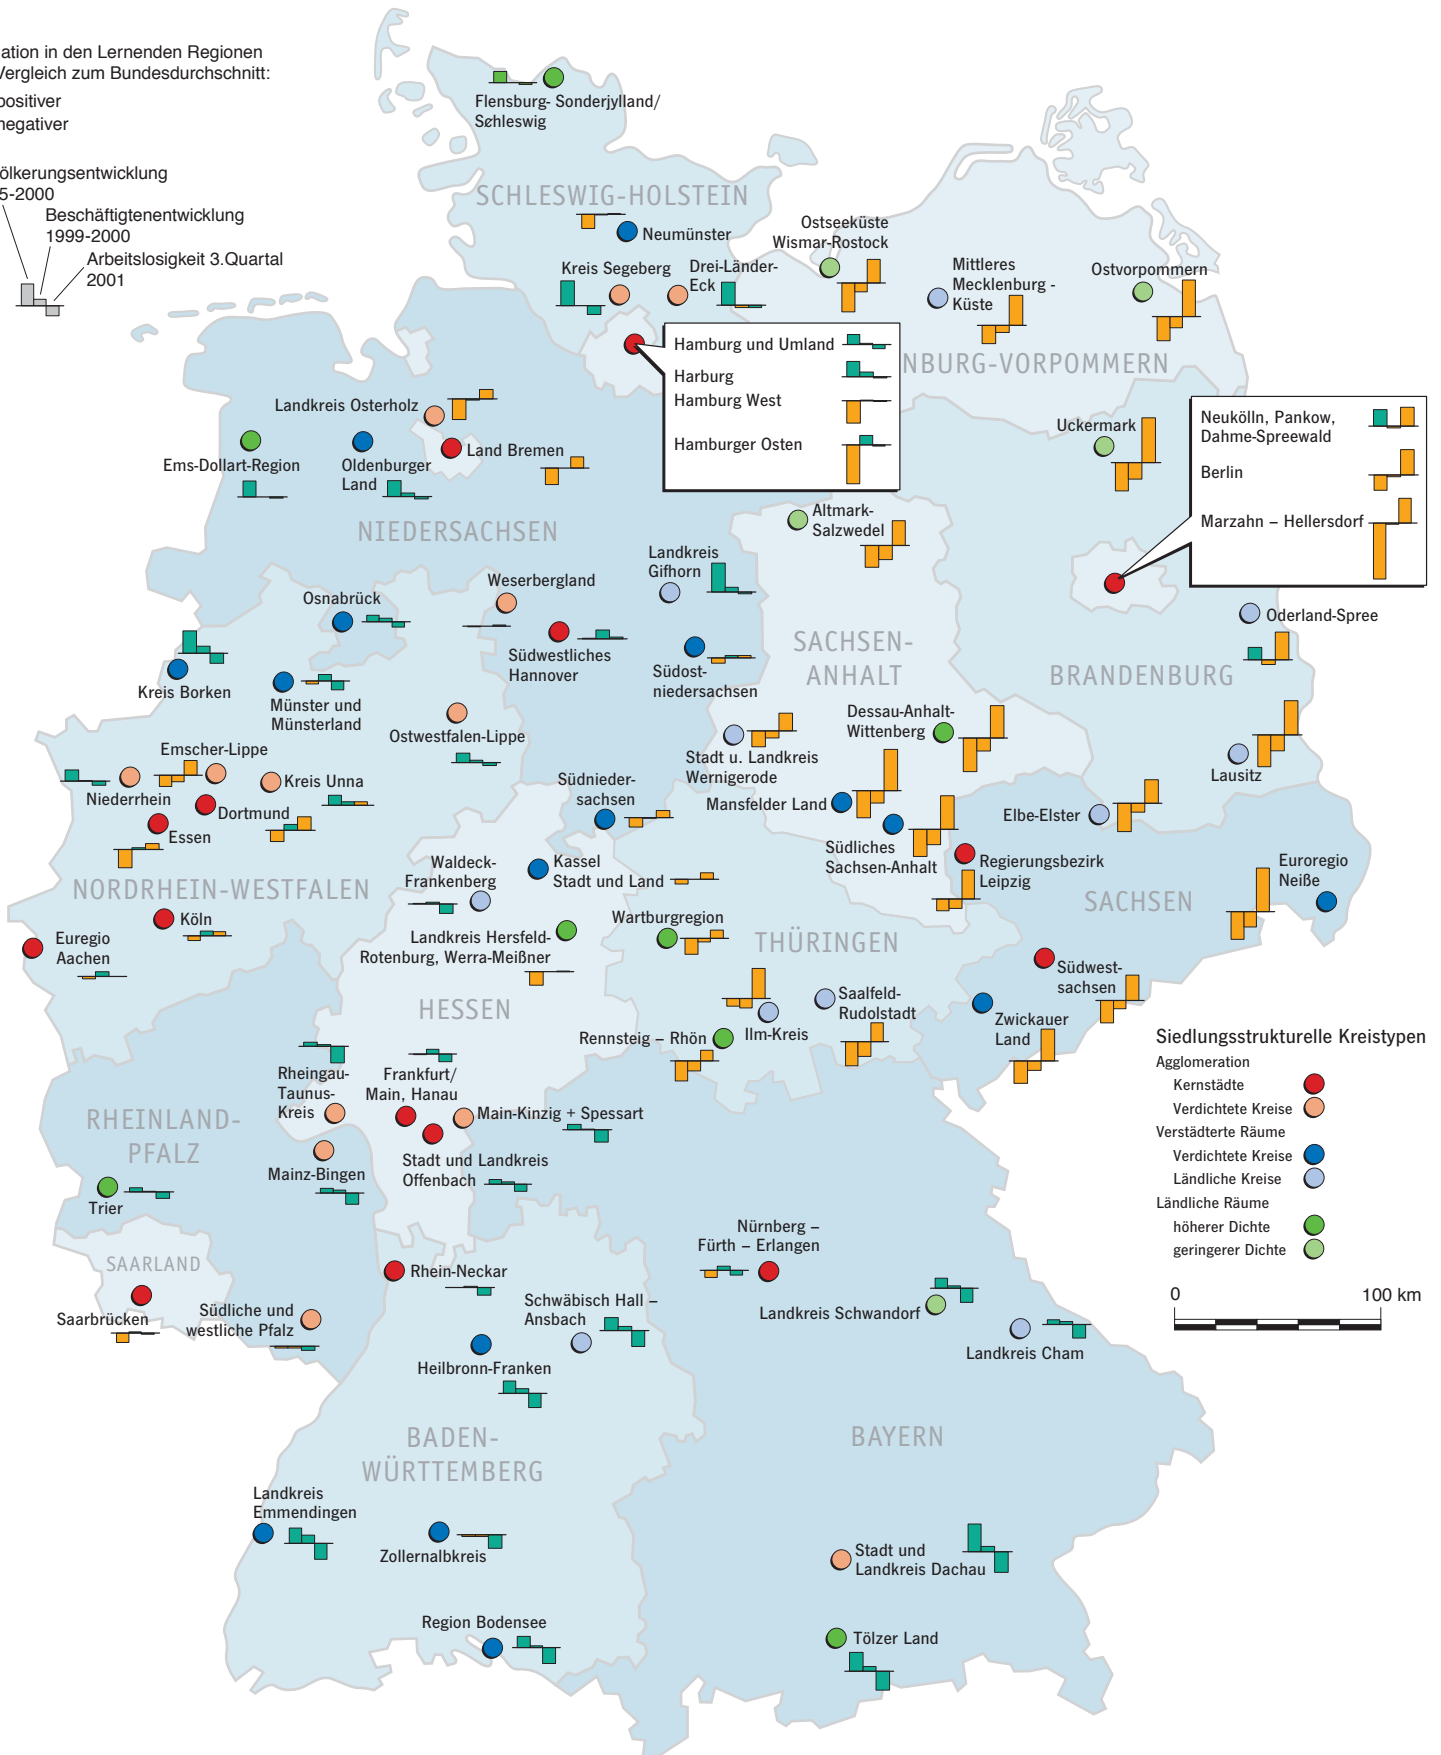 ation in den Lernenden Regionen
Vergleich zum Bundesdurchschnitt:
positiver
negativer
völkerungsentwicklung
5-2000
Beschäftigtenentwicklung
1999-2000
Arbeitslosigkeit 3.Quartal
2001
Flensburg- Sonderjylland/
Schleswig
SCHLESWIG-HOLSTEIN
Neumünster
Kreis Segeberg
Drei-Länder-
Eck
Ostseeküste
Wismar-Rostock
Mittleres
Mecklenburg -
Küste
Ostvorpommern
NBURG-VORPOMMERN
Hamburg und Umland
Harburg
Hamburg West
Hamburger Osten
Landkreis Osterholz
Ems-Dollart-Region
Oldenburger
Land
Land Bremen
NIEDERSACHSEN
Uckermark
Neukölln, Pankow,
Dahme-Spreewald
Berlin
Marzahn – Hellersdorf
Altmark-
Salzwedel
Landkreis
Gifhorn
Weserbergland
Osnabrück
Südwestliches
Hannover
Südost-
niedersachsen
SACHSEN-
ANHALT
Oderland-Spree
BRANDENBURG
Kreis Borken
Münster und
Münsterland
Ostwestfalen-Lippe
Dessau-Anhalt-
Wittenberg
Stadt u. Landkreis
Wernigerode
Lausitz
Emscher-Lippe
Niederrhein
Kreis Unna
Dortmund
Essen
Südnieder-
sachsen
Mansfelder Land
Südliches
Sachsen-Anhalt
Elbe-Elster
Regierungsbezirk
Leipzig
Euroregio
Neiße
SACHSEN
NORDRHEIN-WESTFALEN
Waldeck-
Frankenberg
Kassel
Stadt und Land
Köln
Euregio
Aachen
Landkreis Hersfeld-
Rotenburg, Werra-Meißner
Wartburgregion
THÜRINGEN
Südwest-
sachsen
HESSEN
Saalfeld-
Rudolstadt
Ilm-Kreis
Rennsteig – Rhön
Zwickauer
Land
Siedlungsstrukturelle Kreistypen
Agglomeration
Kernstädte
Verdichtete Kreise
Verstädterte Räume
Verdichtete Kreise
Ländliche Kreise
Ländliche Räume
höherer Dichte
geringerer Dichte
0 100 km
Rheingau-
Taunus-
Kreis
Frankfurt/
Main, Hanau
Main-Kinzig + Spessart
RHEINLAND-
PFALZ
Mainz-Bingen
Stadt und Landkreis
Offenbach
Trier
SAARLAND
Saarbrücken
Südliche und
westliche Pfalz
Rhein-Neckar
Nürnberg –
Fürth – Erlangen
Schwäbisch Hall –
Ansbach
Landkreis Schwandorf
Landkreis Cham
Heilbronn-Franken
BADEN-
WÜRTTEMBERG
BAYERN
Landkreis
Emmendingen
Zollernalbkreis
Stadt und
Landkreis Dachau
Region Bodensee
Tölzer Land